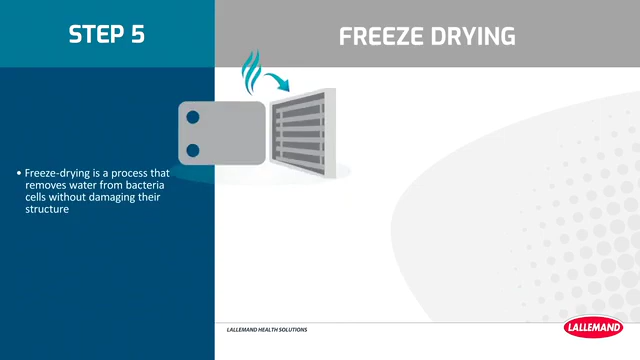 STEP 5
FREEZE DRYING
• Freeze-drying is a process that
removes water from bacteria
cells without damaging their
structure
LALLEMAND HEALTH SOLUTIONS
LALLEMAND